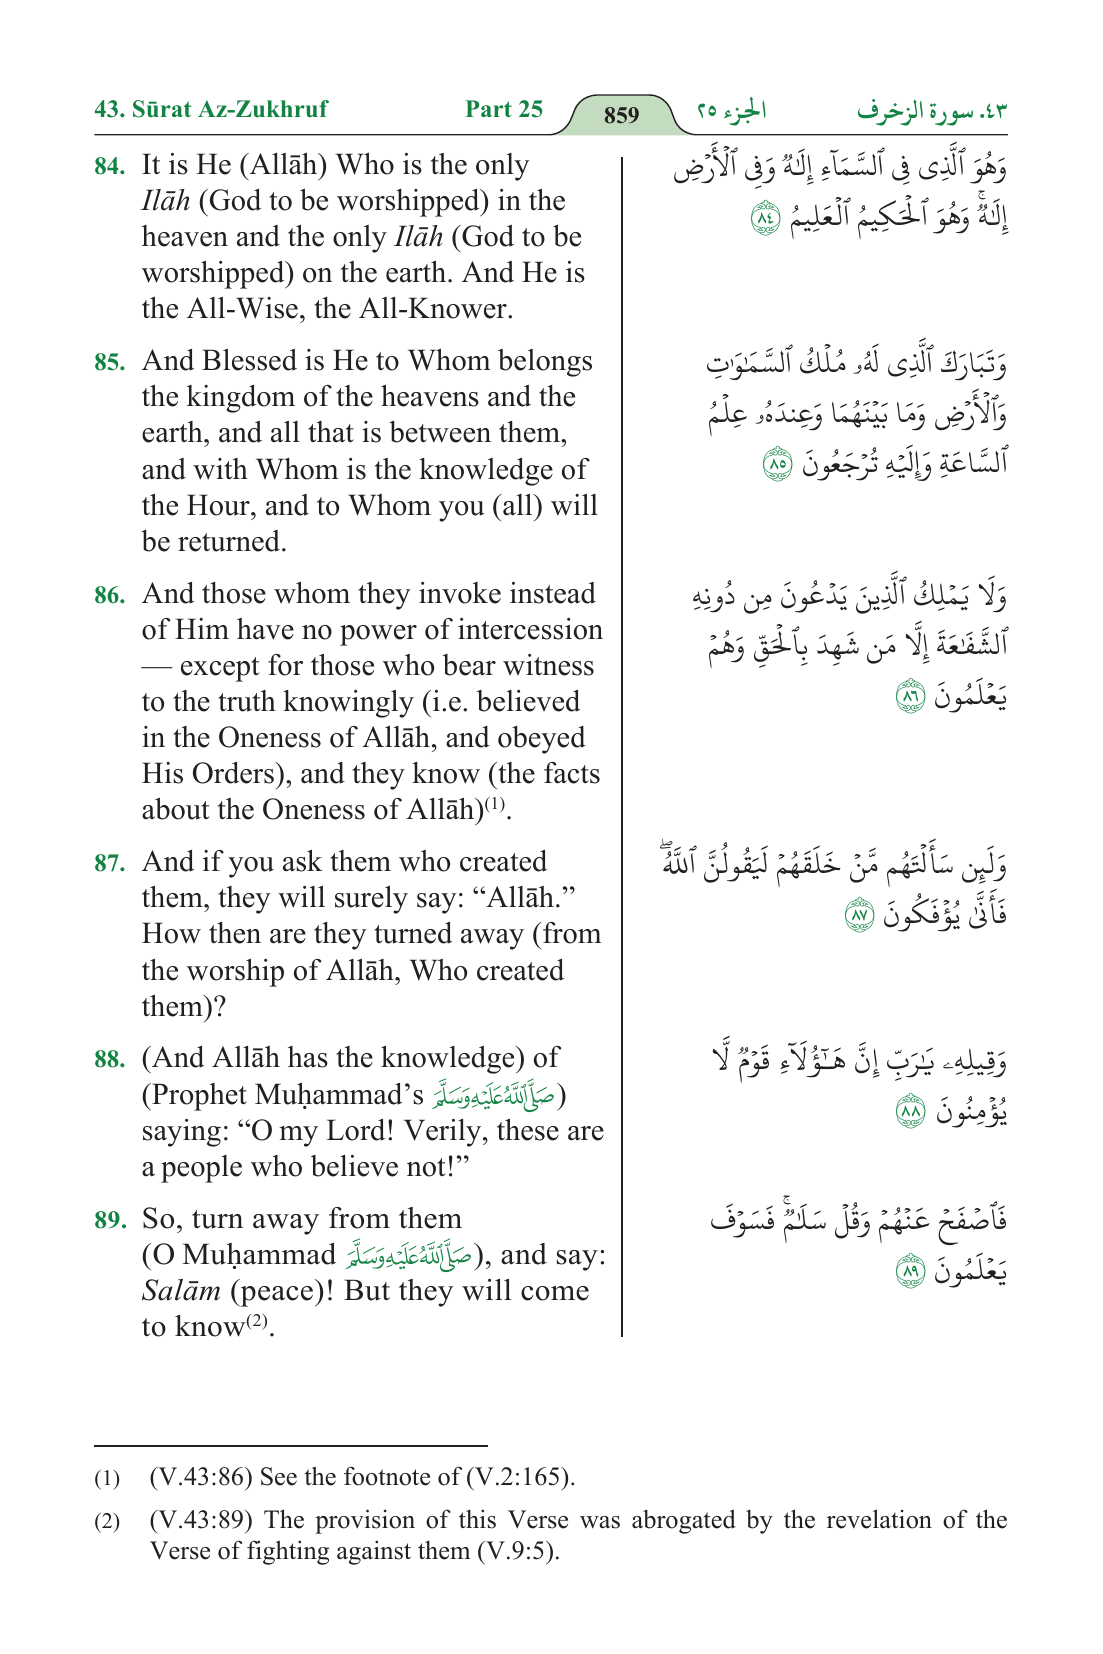 43. Sūrat Az-Zukhruf Part 25 859 الجزء ٢٥ ٤٣. سورة الزخرف
84. It is He (Allāh) Who is the only
Ilāh (God to be worshipped) in the
heaven and the only Ilāh (God to be
worshipped) on the earth. And He is
the All-Wise, the All-Knower.
وَهُوَ ٱلَّذِى فِى ٱلسَّمَآءِ إِلَـٰهٌ وَفِى ٱلْأَرْضِ
إِلَـٰهٌ ۚ وَهُوَ ٱلْحَكِيمُ ٱلْعَلِيمُ ٨٤
85. And Blessed is He to Whom belongs
the kingdom of the heavens and the
earth, and all that is between them,
and with Whom is the knowledge of
the Hour, and to Whom you (all) will
be returned.
وَتَبَارَكَ ٱلَّذِى لَهُۥ مُلْكُ ٱلسَّمَـٰوَٰتِ
وَٱلْأَرْضِ وَمَا بَيْنَهُمَا وَعِندَهُۥ عِلْمُ
ٱلسَّاعَةِ وَإِلَيْهِ تُرْجَعُونَ ٨٥
86. And those whom they invoke instead
of Him have no power of intercession
— except for those who bear witness
to the truth knowingly (i.e. believed
in the Oneness of Allāh, and obeyed
His Orders), and they know (the facts
about the Oneness of Allāh)(1).
وَلَا يَمْلِكُ ٱلَّذِينَ يَدْعُونَ مِن دُونِهِ
ٱلشَّفَـٰعَةَ إِلَّا مَن شَهِدَ بِٱلْحَقِّ وَهُمْ
يَعْلَمُونَ ٨٦
87. And if you ask them who created
them, they will surely say: “Allāh.”
How then are they turned away (from
the worship of Allāh, Who created
them)?
وَلَئِن سَأَلْتَهُم مَّنْ خَلَقَهُمْ لَيَقُولُنَّ ٱللَّهُ ۖ
فَأَنَّىٰ يُؤْفَكُونَ ٨٧
88. (And Allāh has the knowledge) of
(Prophet Muḥammad’s صَلَّى ٱللَّهُ عَلَيْهِ وَسَلَّمَ)
saying: “O my Lord! Verily, these are
a people who believe not!”
وَقِيلِهِۦ يَـٰرَبِّ إِنَّ هَـٰٓؤُلَآءِ قَوْمٌ لَّا
يُؤْمِنُونَ ٨٨
89. So, turn away from them
(O Muḥammad صَلَّى ٱللَّهُ عَلَيْهِ وَسَلَّمَ), and say:
Salām (peace)! But they will come
to know(2).
فَٱصْفَحْ عَنْهُمْ وَقُلْ سَلَـٰمٌ ۚ فَسَوْفَ
يَعْلَمُونَ ٨٩
(1) (V.43:86) See the footnote of (V.2:165).
(2) (V.43:89) The provision of this Verse was abrogated by the revelation of the
Verse of fighting against them (V.9:5).